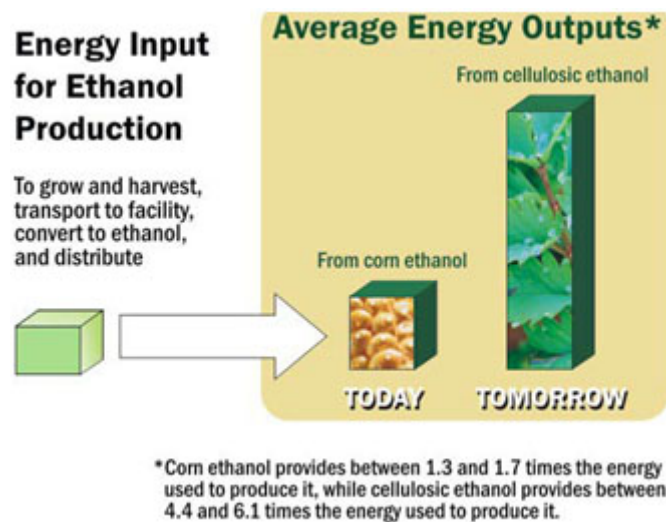 Energy Input
for Ethanol
Production
To grow and harvest,
transport to facility,
convert to ethanol,
and distribute
Average Energy Outputs*
From cellulosic ethanol
From corn ethanol
TODAY
TOMORROW
*Corn ethanol provides between 1.3 and 1.7 times the energy
used to produce it, while cellulosic ethanol provides between
4.4 and 6.1 times the energy used to produce it.